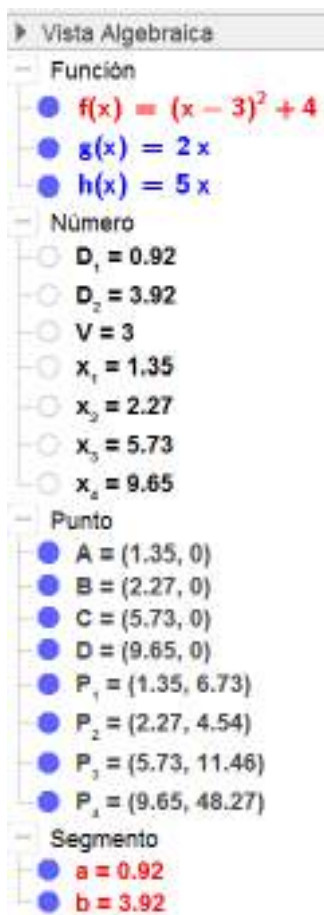 Vista Algebraica
Función
f(x) = (x − 3)² + 4
g(x) = 2 x
h(x) = 5 x
Número
D₁ = 0.92
D₂ = 3.92
V = 3
x₁ = 1.35
x₂ = 2.27
x₃ = 5.73
x₄ = 9.65
Punto
A = (1.35, 0)
B = (2.27, 0)
C = (5.73, 0)
D = (9.65, 0)
P₁ = (1.35, 6.73)
P₂ = (2.27, 4.54)
P₃ = (5.73, 11.46)
P₄ = (9.65, 48.27)
Segmento
a = 0.92
b = 3.92